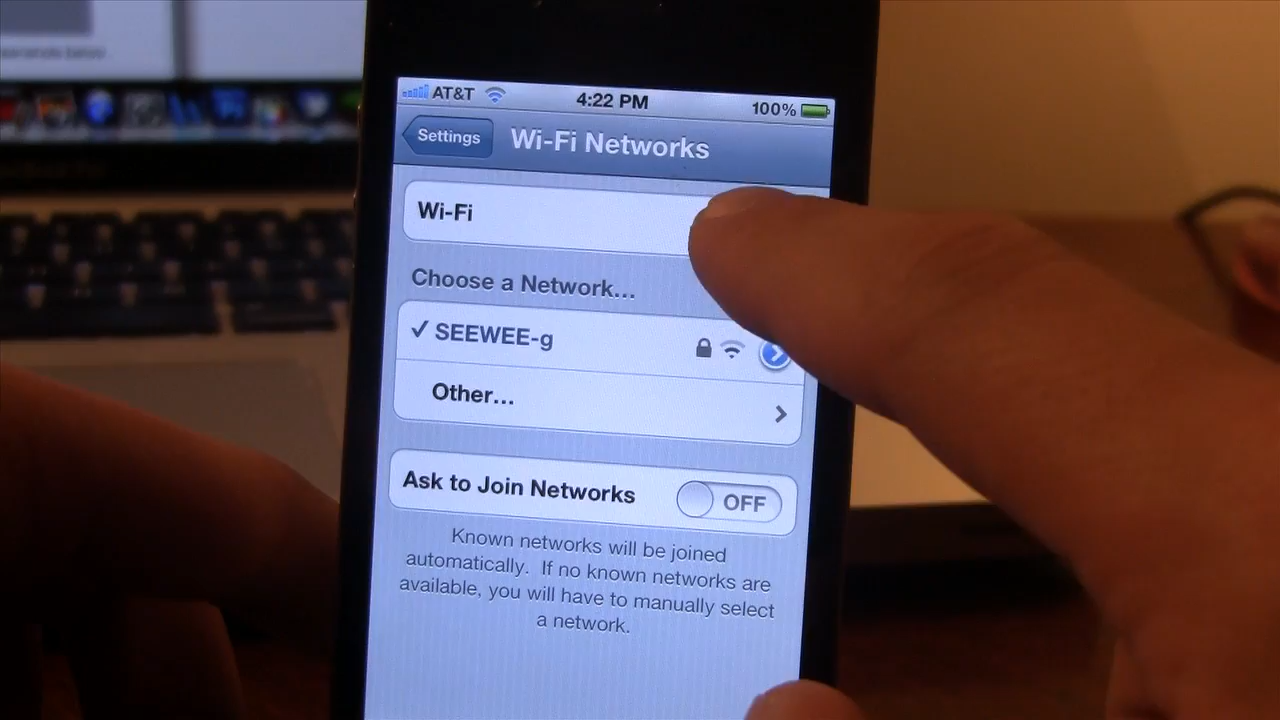 AT&T 4:22 PM 100%
Settings Wi-Fi Networks
Wi-Fi
Choose a Network...
✓ SEEWEE-g
Other...
Ask to Join Networks OFF
Known networks will be joined
automatically. If no known networks are
available, you will have to manually select
a network.